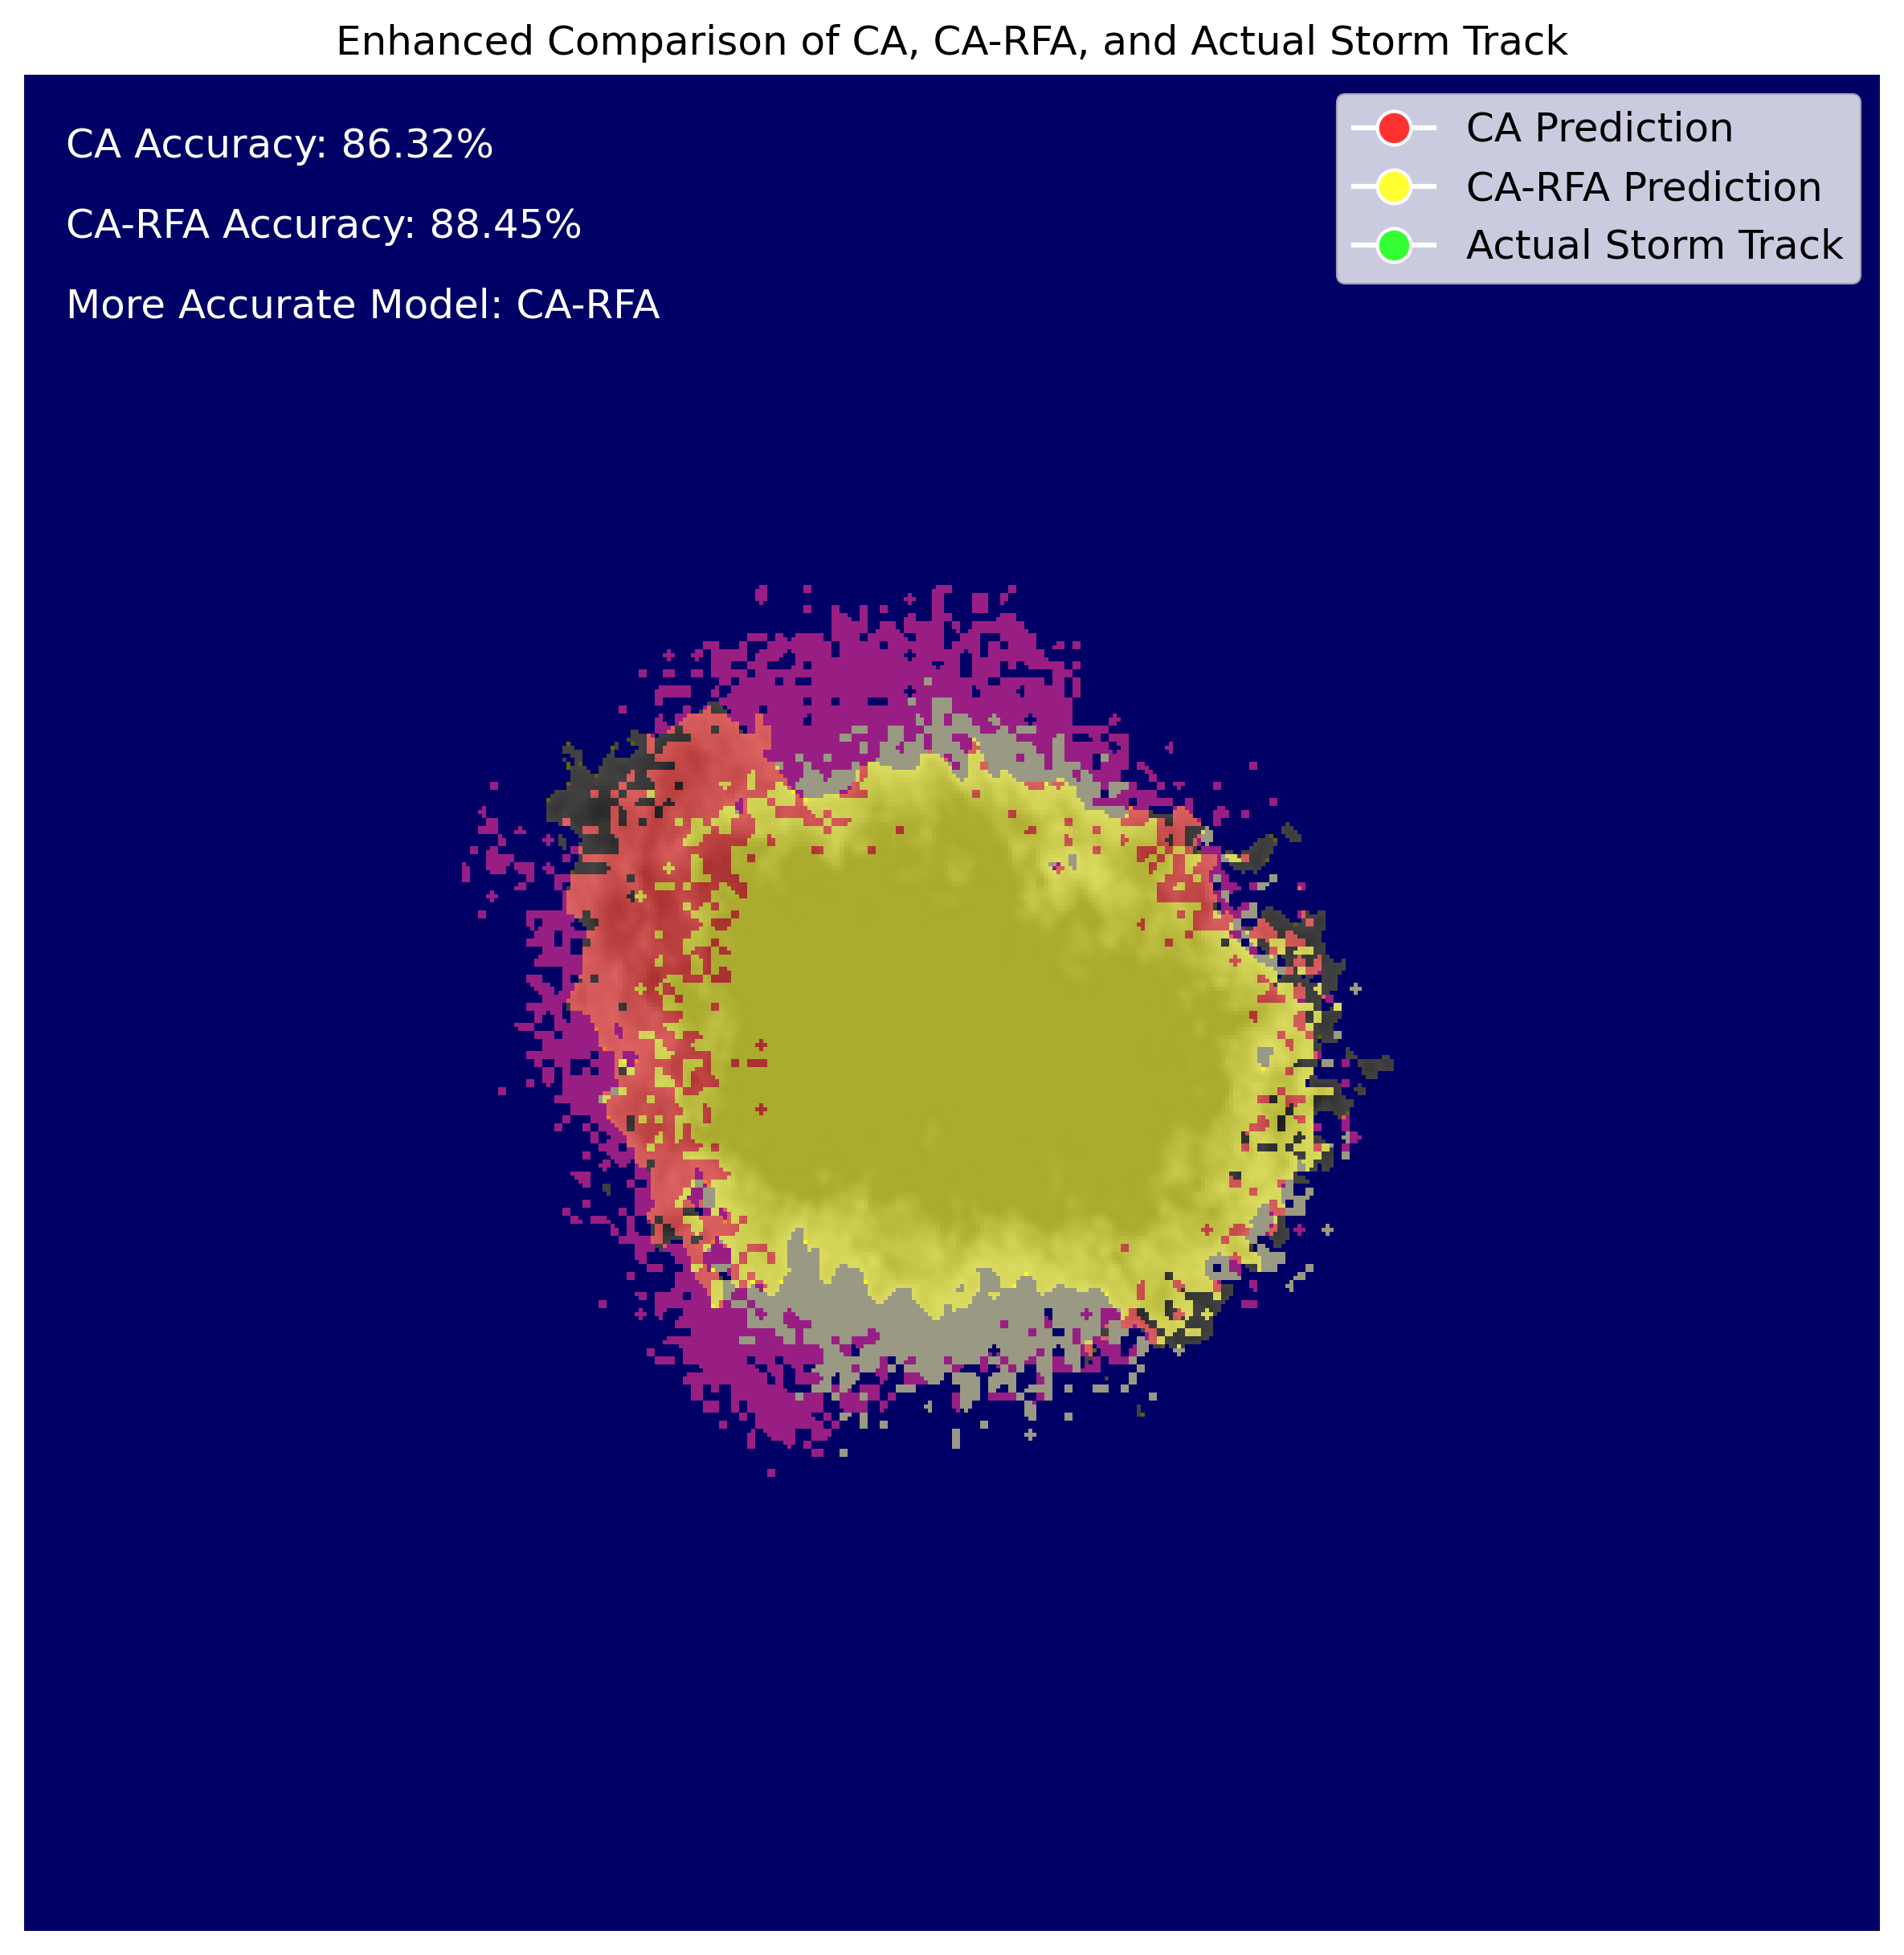 Enhanced Comparison of CA, CA-RFA, and Actual Storm Track
CA Accuracy: 86.32%
CA-RFA Accuracy: 88.45%
More Accurate Model: CA-RFA
CA Prediction
CA-RFA Prediction
Actual Storm Track